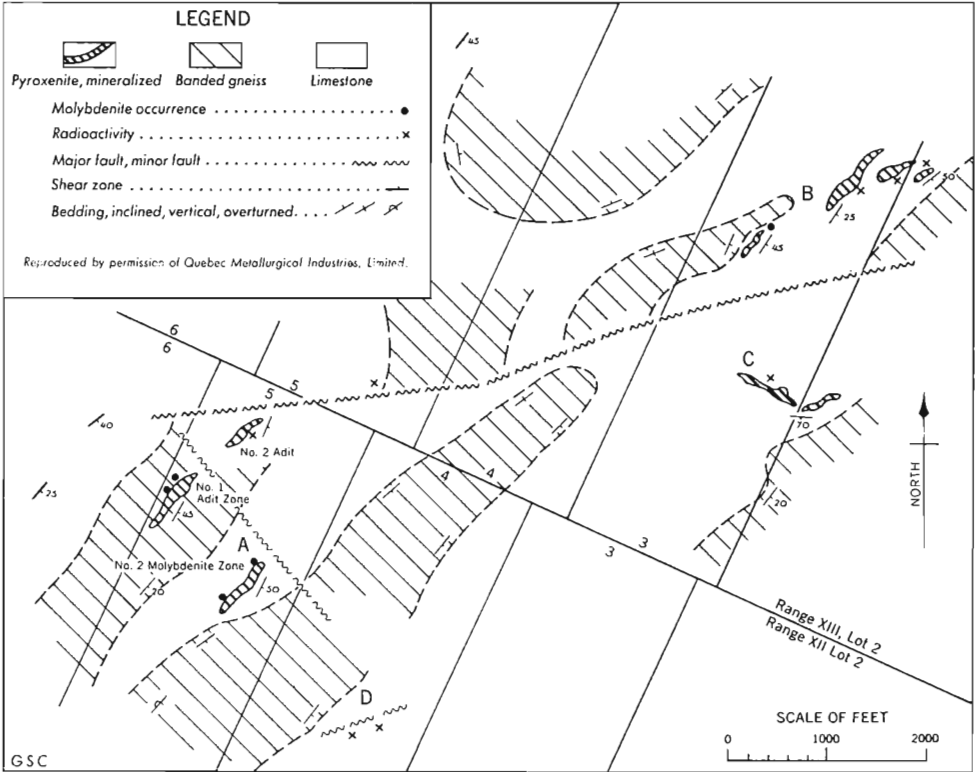 LEGEND
Pyroxenite, mineralized Banded gneiss Limestone
Molybdenite occurrence
Radioactivity
Major fault, minor fault
Shear zone
Bedding, inclined, vertical, overturned
Reproduced by permission of Quebec Metallurgical Industries, Limited.
45
B
50
25
45
6
6
5
5
C
70
40
No. 2 Adit
25
No. 1
Adit Zone
45
4
4
20
NORTH
A
3
3
No. 2 Molybdenite Zone
50
20
Range XIII, Lot 2
Range XII Lot 2
D
SCALE OF FEET
0 1000 2000
GSC